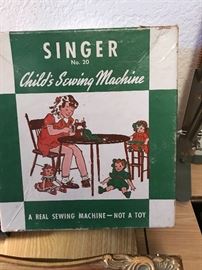 SINGER
No. 20
Child's Sewing Machine
A REAL SEWING MACHINE—NOT A TOY